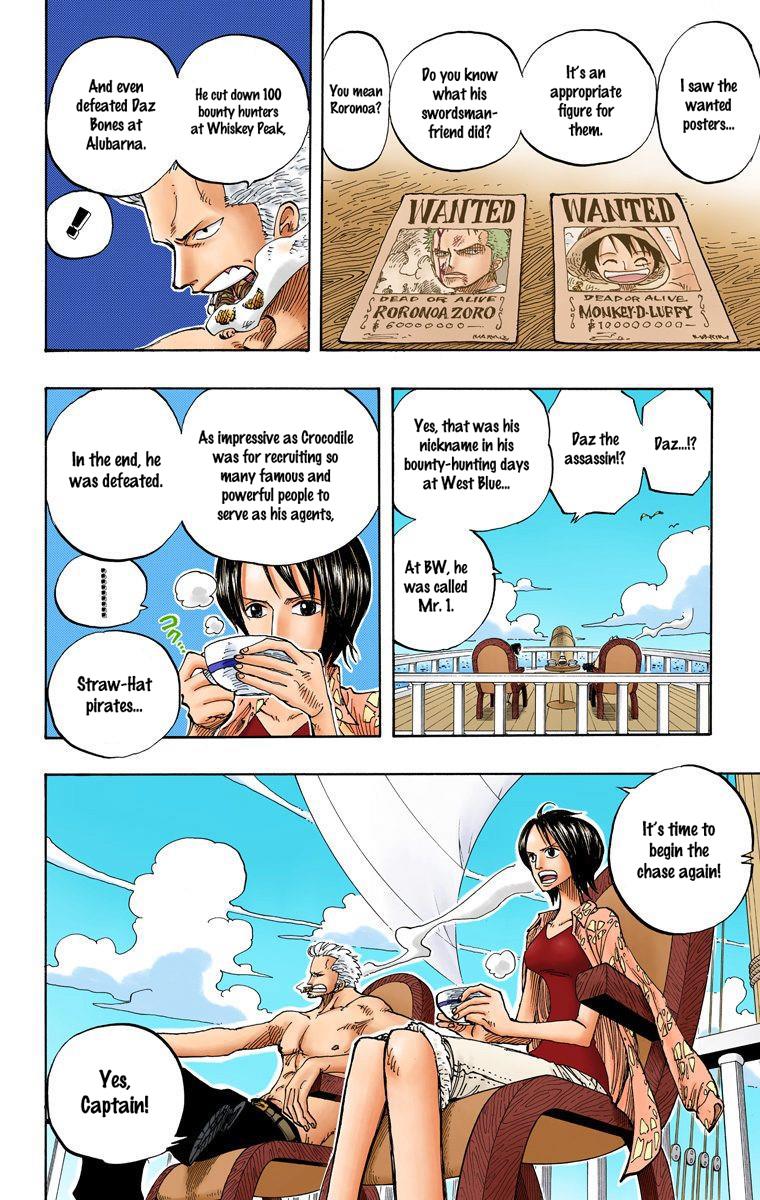 I saw the
wanted
posters...
It's an
appropriate
figure for
them.
Do you know
what his
swordsman-
friend did?
You mean
Roronoa?
WANTED
DEAD OR ALIVE
RORONOA ZORO
WANTED
DEAD OR ALIVE
MONKEY·D·LUFFY
MARINE
MARINE
He cut down 100
bounty hunters
at Whiskey Peak,
And even
defeated Daz
Bones at
Alubarna.
!
Daz...!?
Daz the
assassin!?
Yes, that was his
nickname in his
bounty-hunting days
at West Blue...
At BW, he
was called
Mr. 1.
As impressive as Crocodile
was for recruiting so
many famous and
powerful people to
serve as his agents,
In the end, he
was defeated.
.........
Straw-Hat
pirates...
It's time to
begin the
chase again!
Yes,
Captain!